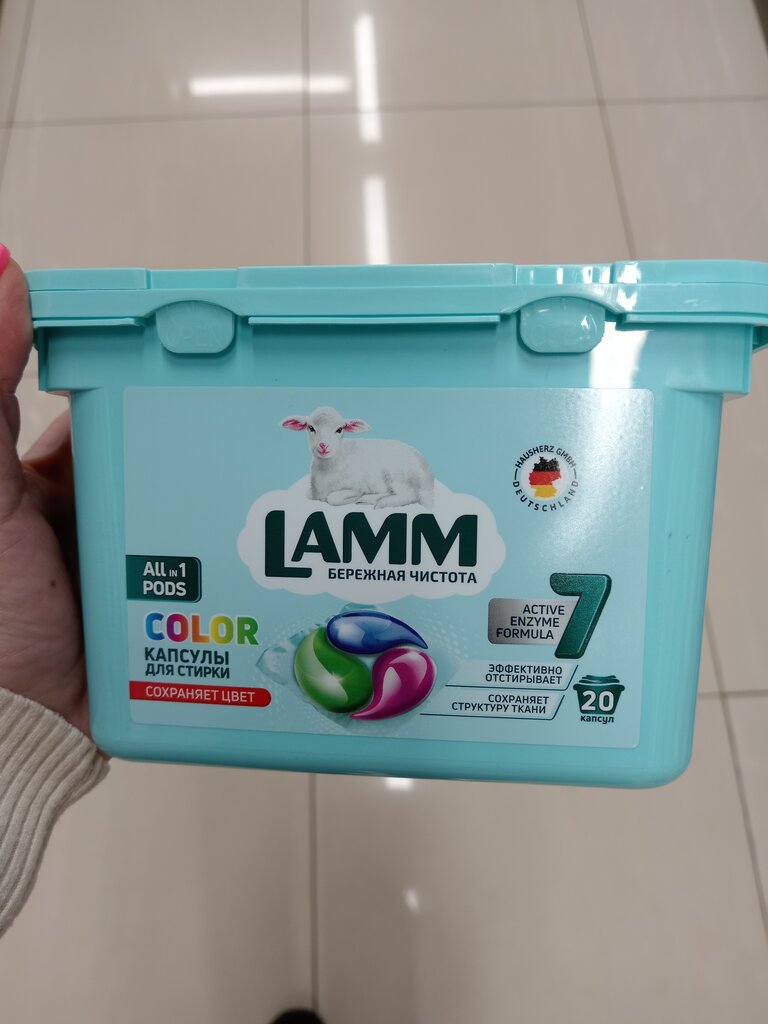 HAUSHERZ GMBH
DEUTSCHLAND
LAMM
БЕРЕЖНАЯ ЧИСТОТА
All IN 1
PODS
COLOR
КАПСУЛЫ
ДЛЯ СТИРКИ
СОХРАНЯЕТ ЦВЕТ
7
ACTIVE
ENZYME
FORMULA
ЭФФЕКТИВНО
ОТСТИРЫВАЕТ
СОХРАНЯЕТ
СТРУКТУРУ ТКАНИ
20
капсул